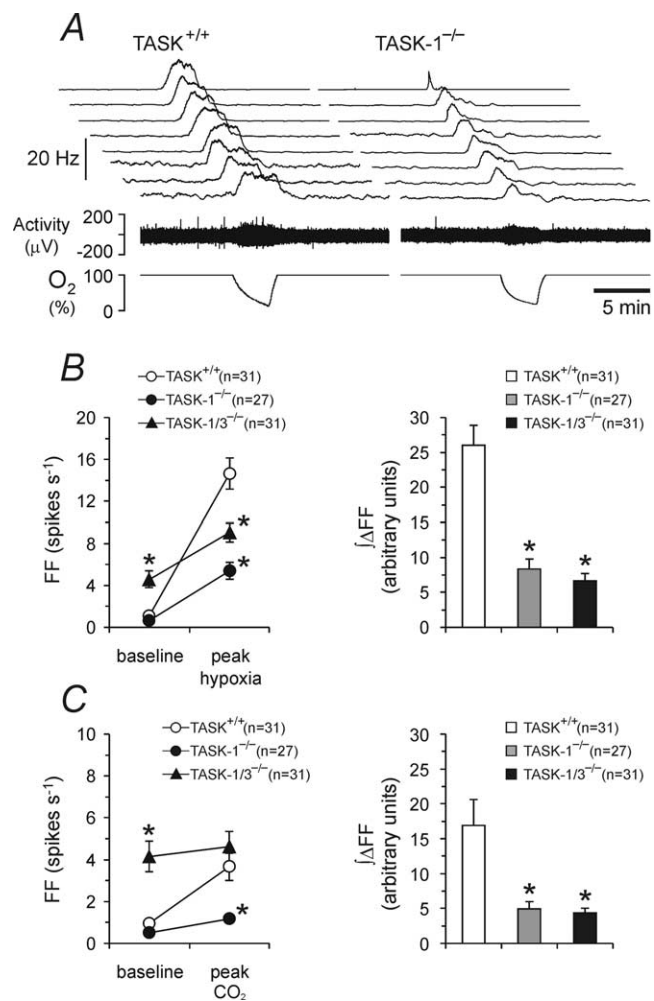 A
TASK+/+ TASK-1−/−
20 Hz
Activity (μV)
200
0
-200
O2 (%)
100
0
5 min
B
TASK+/+ (n=31)
TASK-1−/− (n=27)
TASK-1/3−/− (n=31)
FF (spikes s-1)
20
16
12
8
4
0
* * *
baseline peak hypoxia
TASK+/+ (n=31)
TASK-1−/− (n=27)
TASK-1/3−/− (n=31)
∫ΔFF (arbitrary units)
30
25
20
15
10
5
0
* *
C
TASK+/+ (n=31)
TASK-1−/− (n=27)
TASK-1/3−/− (n=31)
FF (spikes s-1)
10
8
6
4
2
0
* *
baseline peak CO2
TASK+/+ (n=31)
TASK-1−/− (n=27)
TASK-1/3−/− (n=31)
∫ΔFF (arbitrary units)
30
25
20
15
10
5
0
* *